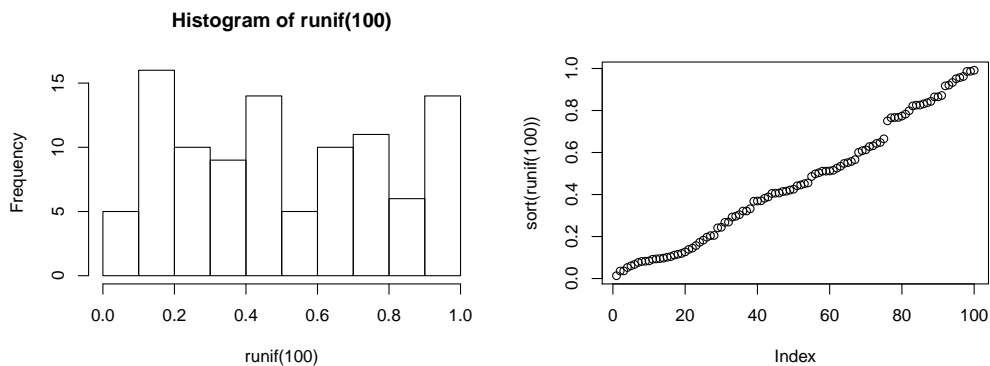 Histogram of runif(100)
Frequency
0 5 10 15
0.0 0.2 0.4 0.6 0.8 1.0
runif(100)
sort(runif(100))
0.0 0.2 0.4 0.6 0.8 1.0
0 20 40 60 80 100
Index